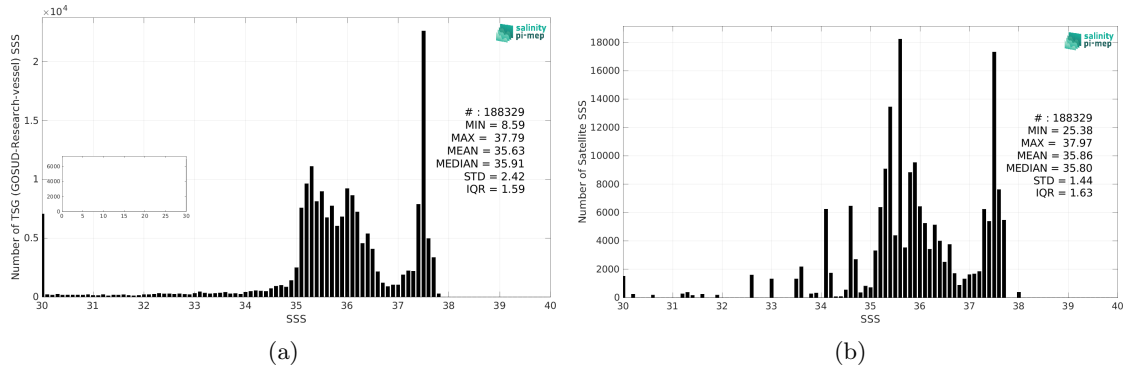 ×10⁴
2
1.5
1
0.5
0
Number of TSG (GOSUD-Research-vessel) SSS
salinity
pi-mep
# : 188329
MIN = 8.59
MAX = 37.79
MEAN = 35.63
MEDIAN = 35.91
STD = 2.42
IQR = 1.59
6000
4000
2000
0
0 5 10 15 20 25 30
30 31 32 33 34 35 36 37 38 39 40
SSS
(a)
18000
16000
14000
12000
10000
8000
6000
4000
2000
0
Number of Satellite SSS
salinity
pi-mep
# : 188329
MIN = 25.38
MAX = 37.97
MEAN = 35.86
MEDIAN = 35.80
STD = 1.44
IQR = 1.63
30 31 32 33 34 35 36 37 38 39 40
SSS
(b)